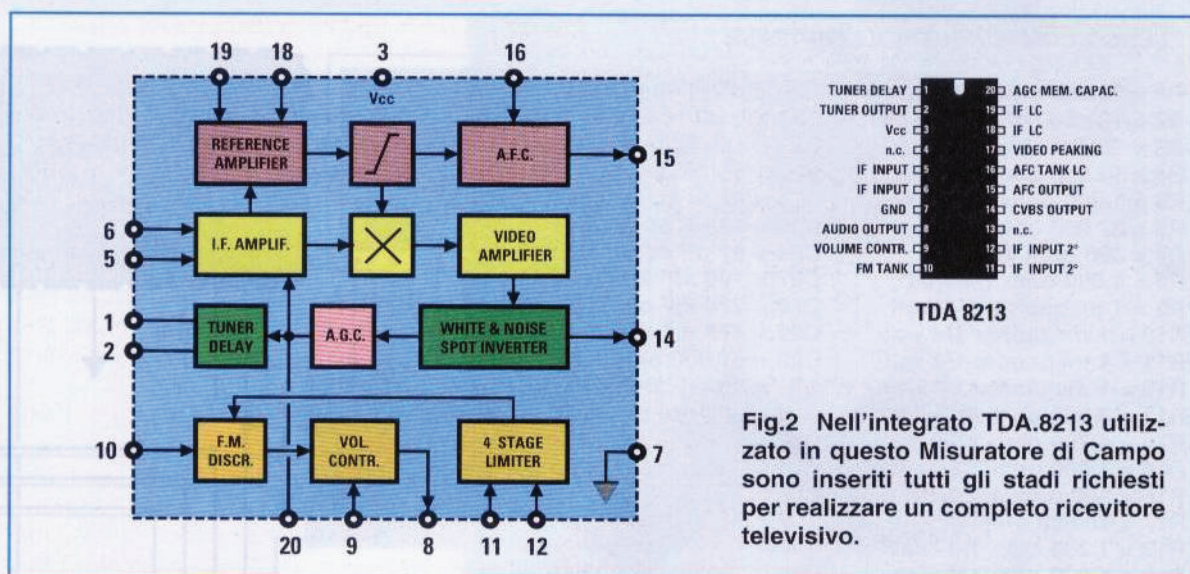 19
18
3
16
Vcc
REFERENCE
AMPLIFIER
A.F.C.
15
6
5
I.F. AMPLIF.
VIDEO
AMPLIFIER
1
2
TUNER
DELAY
A.G.C.
WHITE & NOISE
SPOT INVERTER
14
10
F.M.
DISCR.
VOL.
CONTR.
4 STAGE
LIMITER
7
20
9
8
11
12
TUNER DELAY 1 20 AGC MEM. CAPAC.
TUNER OUTPUT 2 19 IF LC
Vcc 3 18 IF LC
n.c. 4 17 VIDEO PEAKING
IF INPUT 5 16 AFC TANK LC
IF INPUT 6 15 AFC OUTPUT
GND 7 14 CVBS OUTPUT
AUDIO OUTPUT 8 13 n.c.
VOLUME CONTR. 9 12 IF INPUT 2°
FM TANK 10 11 IF INPUT 2°
TDA 8213
Fig.2 Nell'integrato TDA.8213 utiliz-
zato in questo Misuratore di Campo
sono inseriti tutti gli stadi richiesti
per realizzare un completo ricevitore
televisivo.